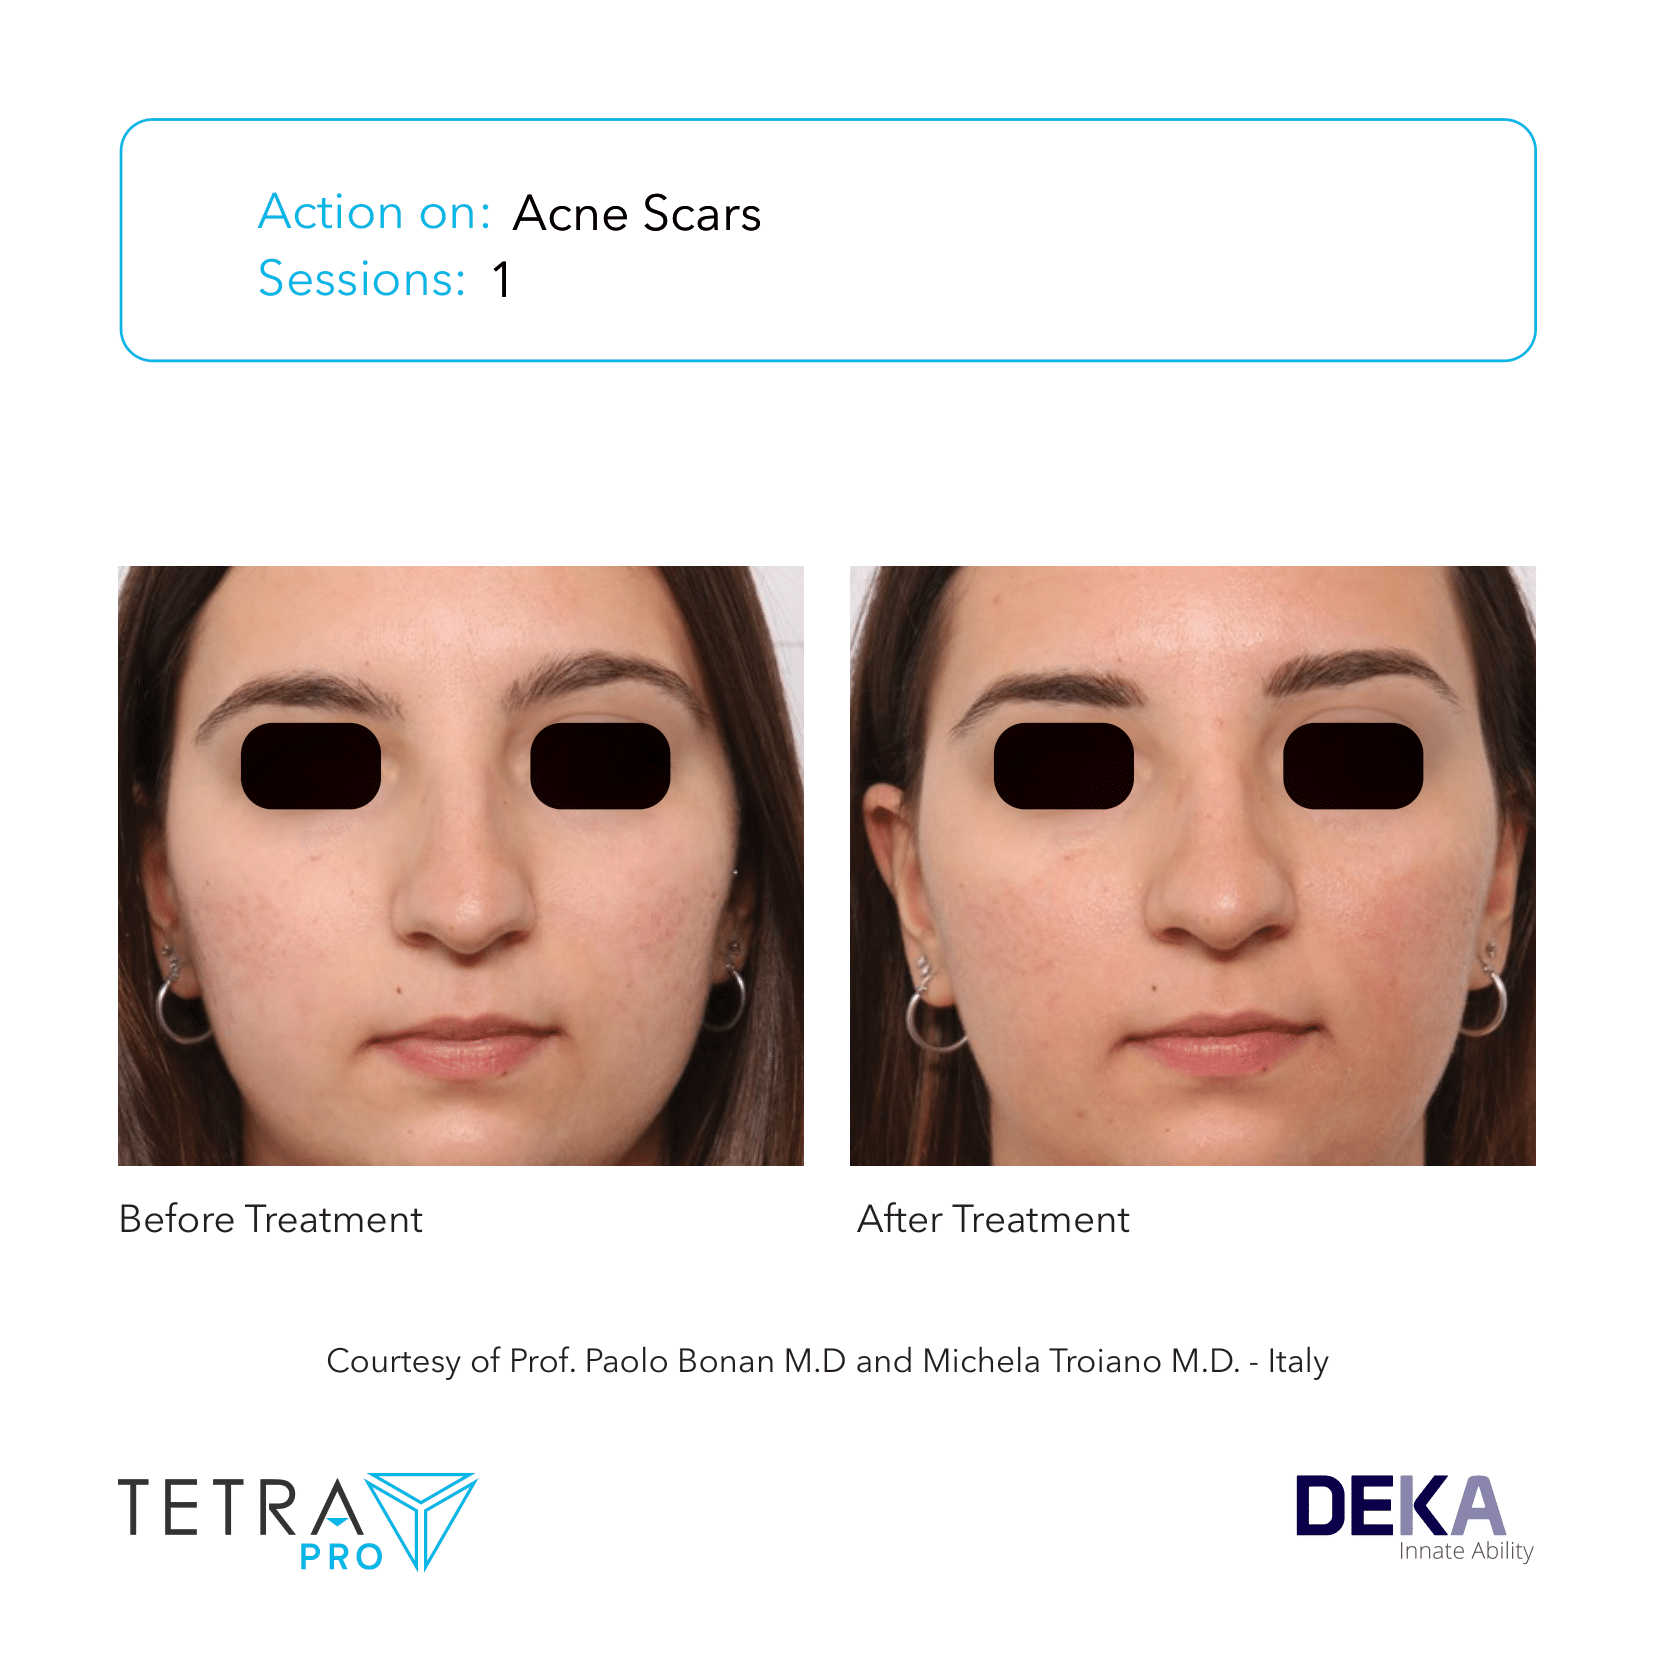 Action on: Acne Scars
Sessions: 1
Before Treatment
After Treatment
Courtesy of Prof. Paolo Bonan M.D and Michela Troiano M.D. - Italy
TETRA
PRO
DEKA
Innate Ability